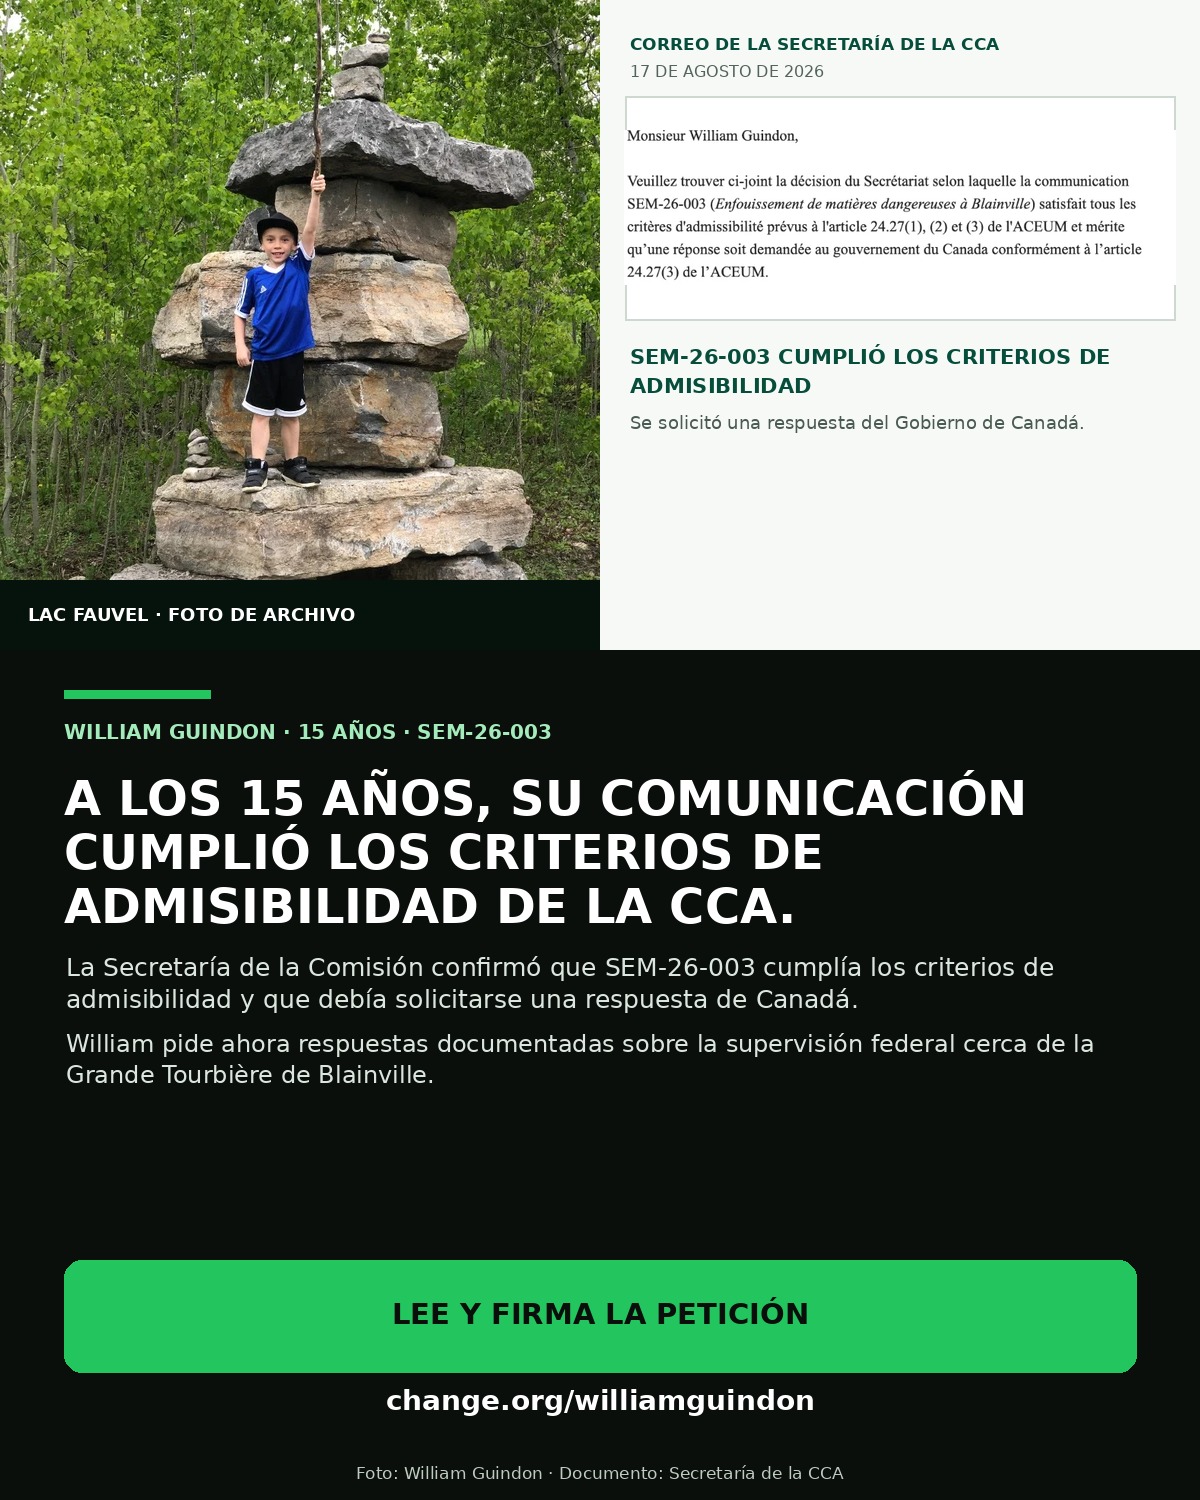 CORREO DE LA SECRETARÍA DE LA CCA
17 DE AGOSTO DE 2026
Monsieur William Guindon,
Veuillez trouver ci-joint la décision du Secrétariat selon laquelle la communication
SEM-26-003 (Enfouissement de matières dangereuses à Blainville) satisfait tous les
critères d'admissibilité prévus à l'article 24.27(1), (2) et (3) de l'ACEUM et mérite
qu’une réponse soit demandée au gouvernement du Canada conformément à l’article
24.27(3) de l’ACEUM.
SEM-26-003 CUMPLIÓ LOS CRITERIOS DE
ADMISIBILIDAD
Se solicitó una respuesta del Gobierno de Canadá.
LAC FAUVEL · FOTO DE ARCHIVO
WILLIAM GUINDON · 15 AÑOS · SEM-26-003
A LOS 15 AÑOS, SU COMUNICACIÓN
CUMPLIÓ LOS CRITERIOS DE
ADMISIBILIDAD DE LA CCA.
La Secretaría de la Comisión confirmó que SEM-26-003 cumplía los criterios de
admisibilidad y que debía solicitarse una respuesta de Canadá.
William pide ahora respuestas documentadas sobre la supervisión federal cerca de la
Grande Tourbière de Blainville.
LEE Y FIRMA LA PETICIÓN
change.org/williamguindon
Foto: William Guindon · Documento: Secretaría de la CCA